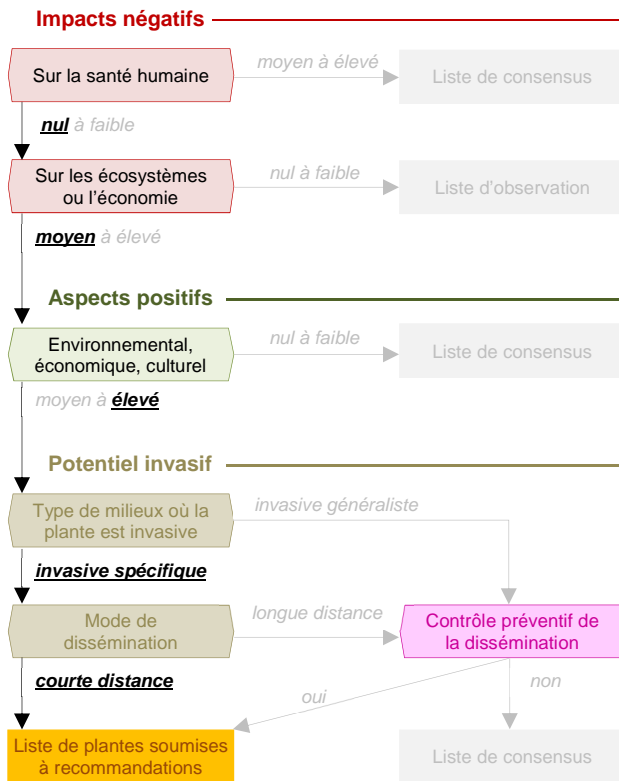 Impacts négatifs
Sur la santé humaine
moyen à élevé
Liste de consensus
nul à faible
Sur les écosystèmes
ou l'économie
nul à faible
Liste d'observation
moyen à élevé
Aspects positifs
Environnemental,
économique, culturel
nul à faible
Liste de consensus
moyen à élevé
Potentiel invasif
Type de milieux où la
plante est invasive
invasive généraliste
invasive spécifique
Mode de
dissémination
longue distance
Contrôle préventif de
la dissémination
courte distance
oui
non
Liste de plantes soumises
à recommandations
Liste de consensus